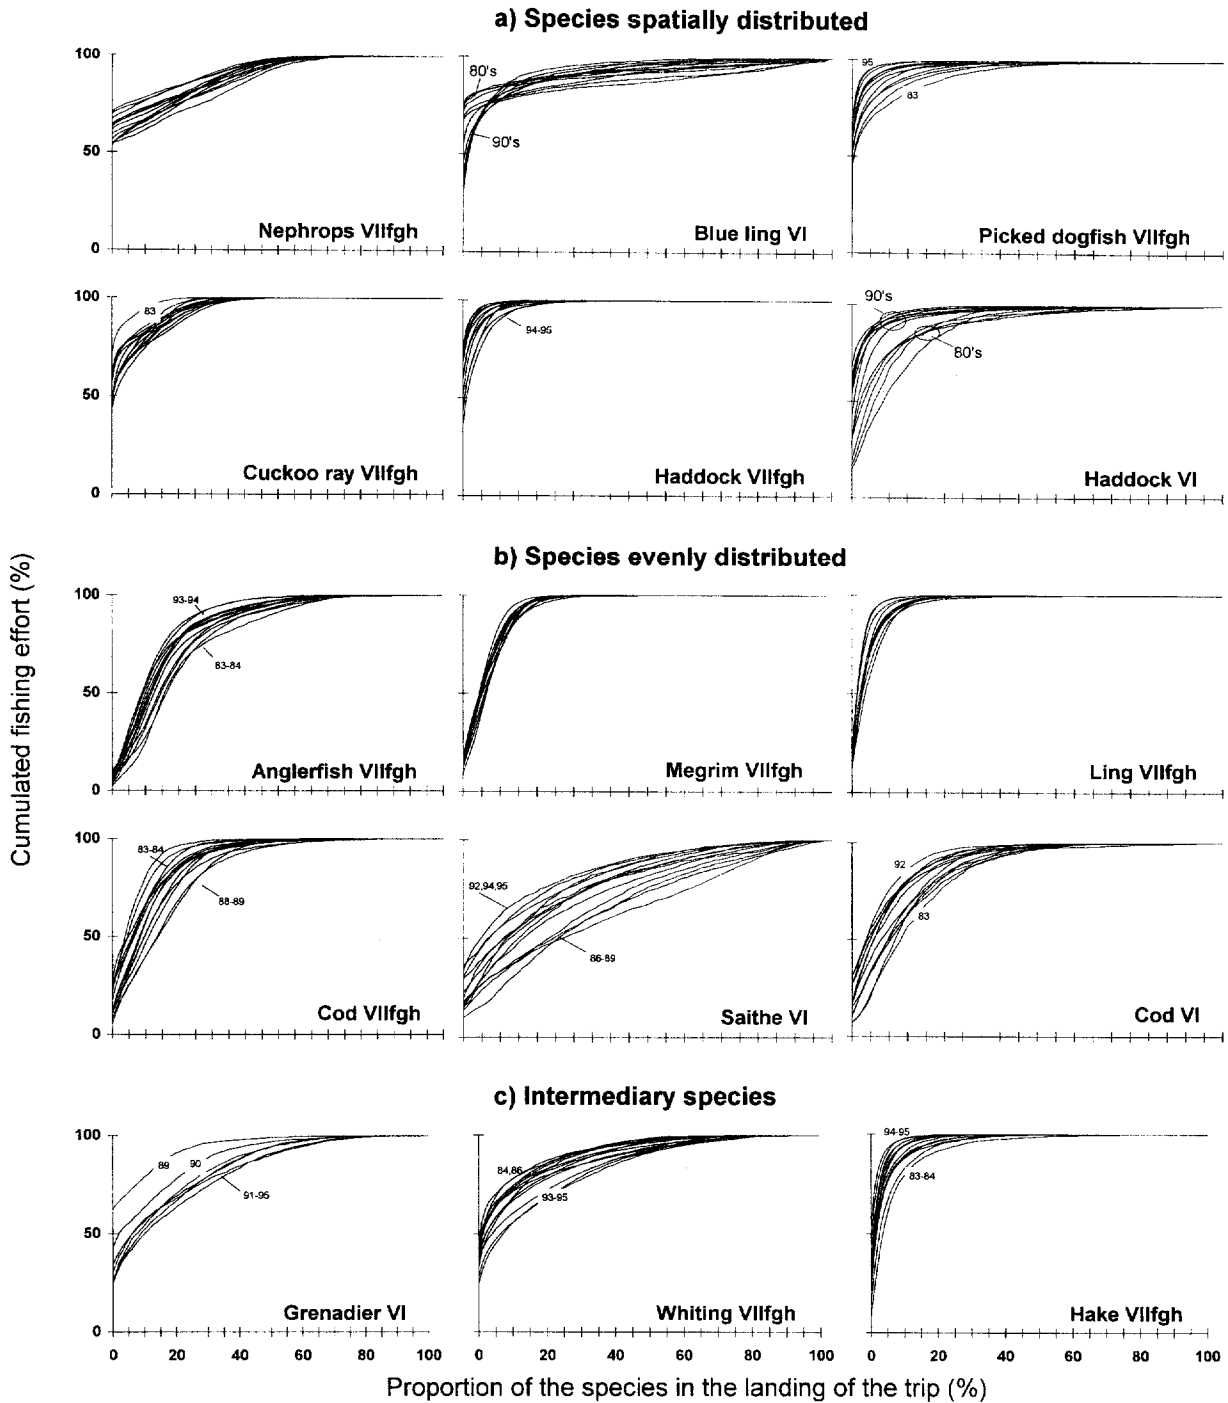 a) Species spatially distributed
100
50
0
Nephrops VIIfgh
80's
90's
Blue ling VI
95
83
Picked dogfish VIIfgh
100
50
0
83
Cuckoo ray VIIfgh
94-95
Haddock VIIfgh
90's
80's
Haddock VI
Cumulated fishing effort (%)
b) Species evenly distributed
100
50
0
93-94
83-84
Anglerfish VIIfgh
Megrim VIIfgh
Ling VIIfgh
100
50
0
83-84
88-89
Cod VIIfgh
92,94,95
86-89
Saithe VI
92
83
Cod VI
c) Intermediary species
100
50
0
89
90
91-95
Grenadier VI
84,86
93-95
Whiting VIIfgh
94-95
83-84
Hake VIIfgh
0 20 40 60 80 100
0 20 40 60 80 100
0 20 40 60 80 100
Proportion of the species in the landing of the trip (%)